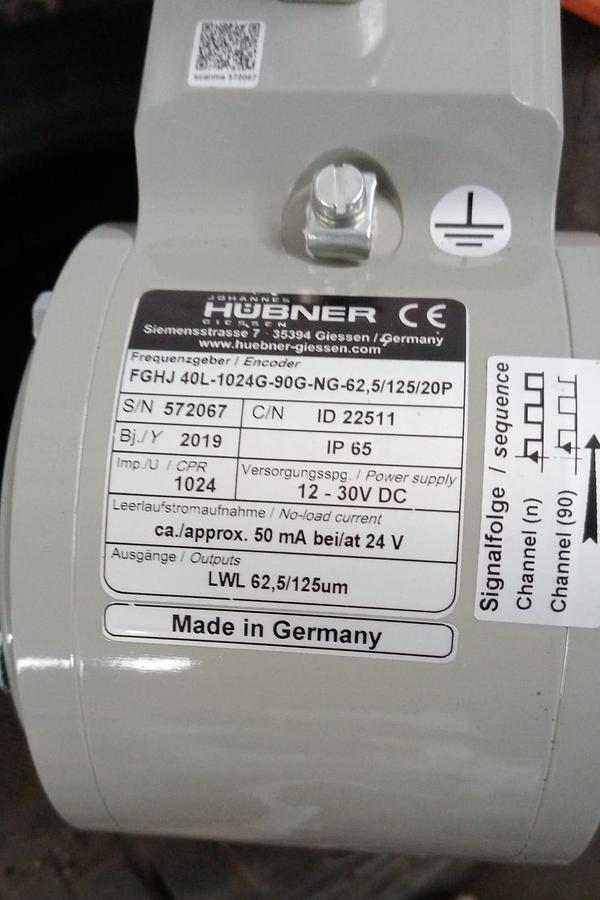 scanme 572067
JOHANNES
HÜBNER CE
GIESSEN
Siemensstrasse 7 · 35394 Giessen / Germany
www.huebner-giessen.com
Frequenzgeber / Encoder
FGHJ 40L-1024G-90G-NG-62,5/125/20P
S/N 572067 C/N ID 22511
Bj./Y 2019 IP 65
Imp./U / CPR Versorgungsspg. / Power supply
1024 12 - 30V DC
Leerlaufstromaufnahme / No-load current
ca./approx. 50 mA bei/at 24 V
Ausgänge / Outputs
LWL 62,5/125um
Made in Germany
Signalfolge / sequence
Channel (n)
Channel (90)